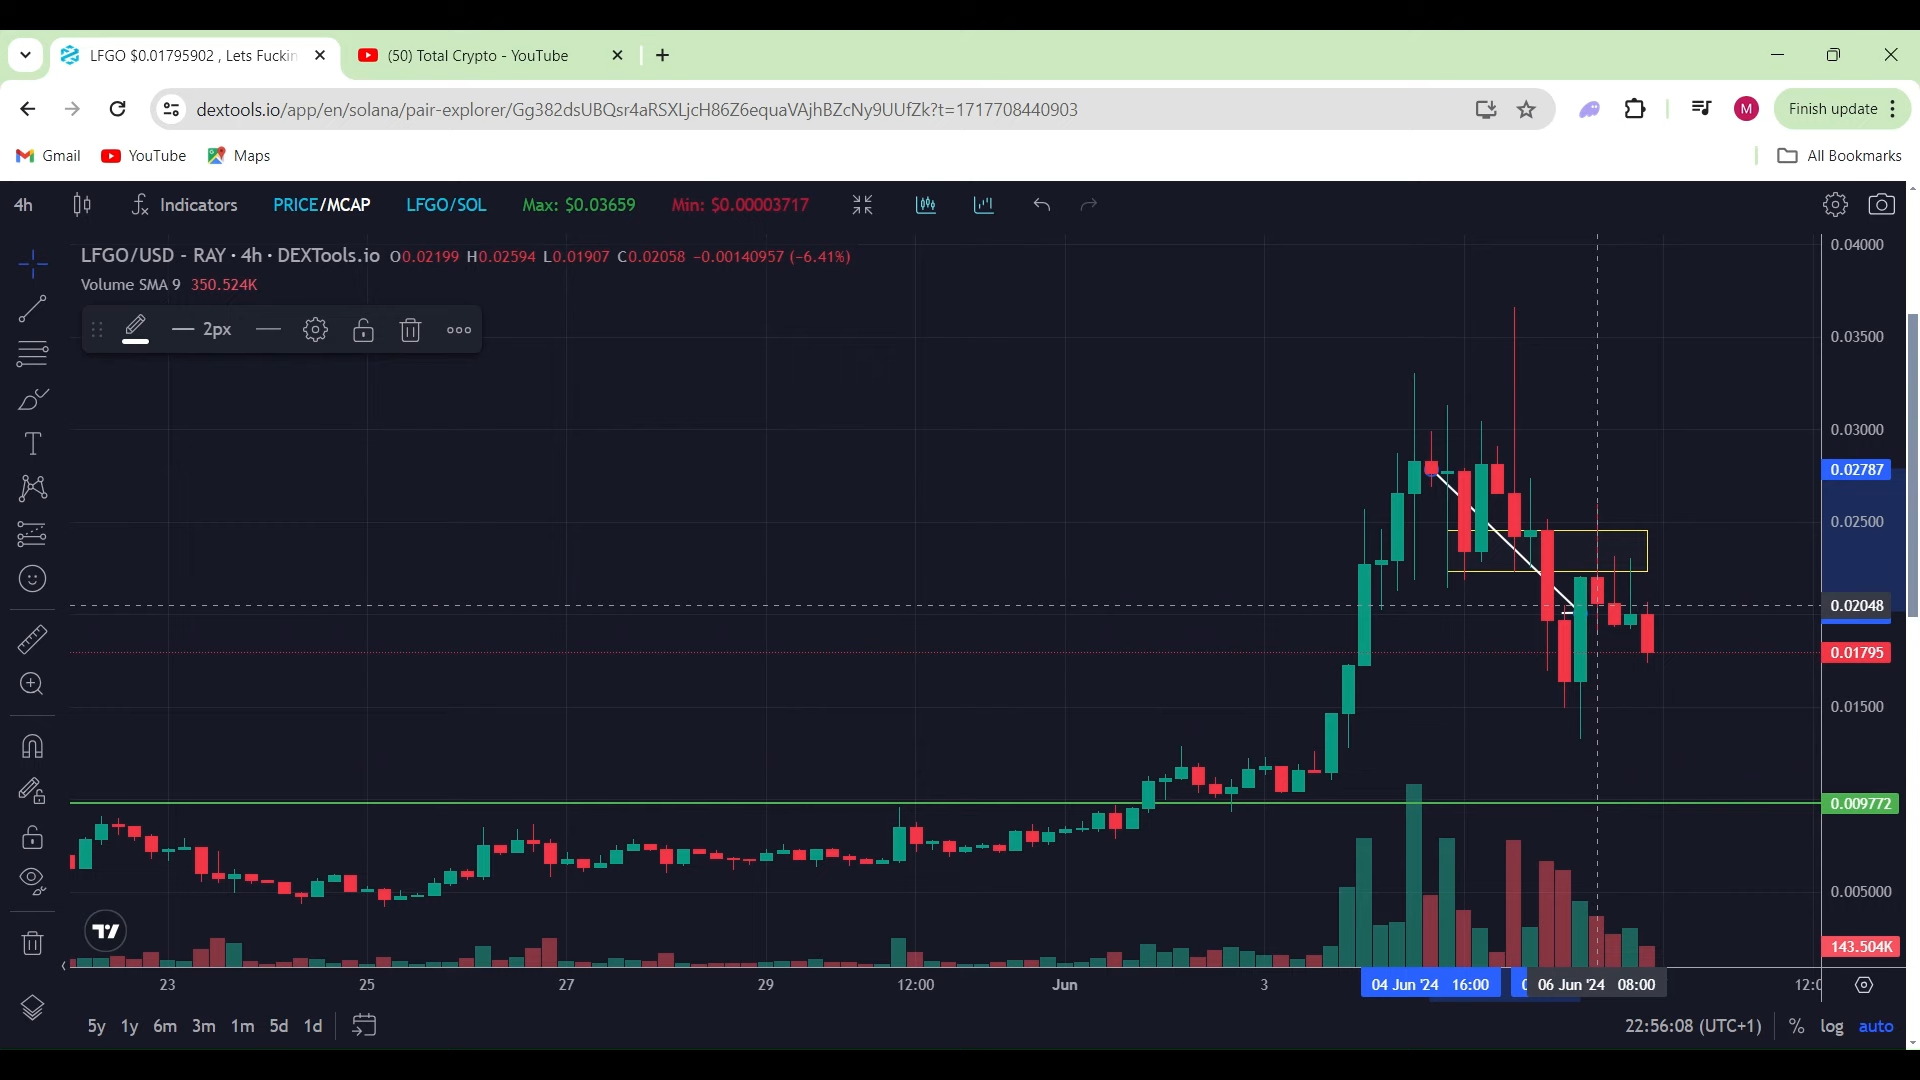 LFGO $0.01795902 , Lets Fuckin
(50) Total Crypto - YouTube
dextools.io/app/en/solana/pair-explorer/Gg382dsUBQsr4aRSXLjcH86Z6equaVAjhBZcNy9UUfZk?t=1717708440903
M
Finish update
Gmail
YouTube
Maps
All Bookmarks
4h
Indicators
PRICE/MCAP
LFGO/SOL
Max: $0.03659
Min: $0.00003717
LFGO/USD - RAY · 4h · DEXTools.io O0.02199 H0.02594 L0.01907 C0.02058 −0.00140957 (−6.41%)
Volume SMA 9 350.524K
2px
0.04000
0.03500
0.03000
0.02787
0.02500
0.02048
0.01795
0.01500
0.009772
0.005000
143.504K
23
25
27
29
12:00
Jun
3
04 Jun '24 16:00
06 Jun '24 08:00
5y
1y
6m
3m
1m
5d
1d
22:56:08 (UTC+1)
%
log
auto